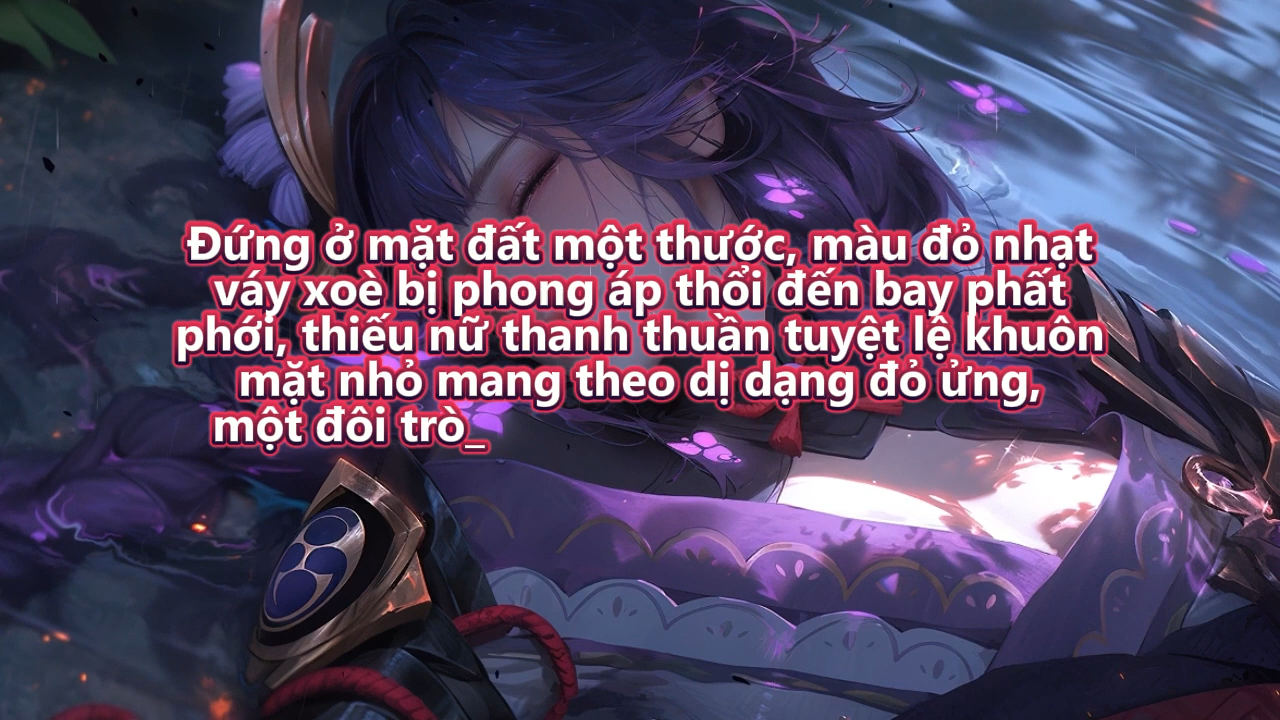 Đứng ở mặt đất một thước, màu đỏ nhạt
váy xoè bị phong áp thổi đến bay phất
phới, thiếu nữ thanh thuần tuyệt lệ khuôn
mặt nhỏ mang theo dị dạng đỏ ửng,
một đôi trò_